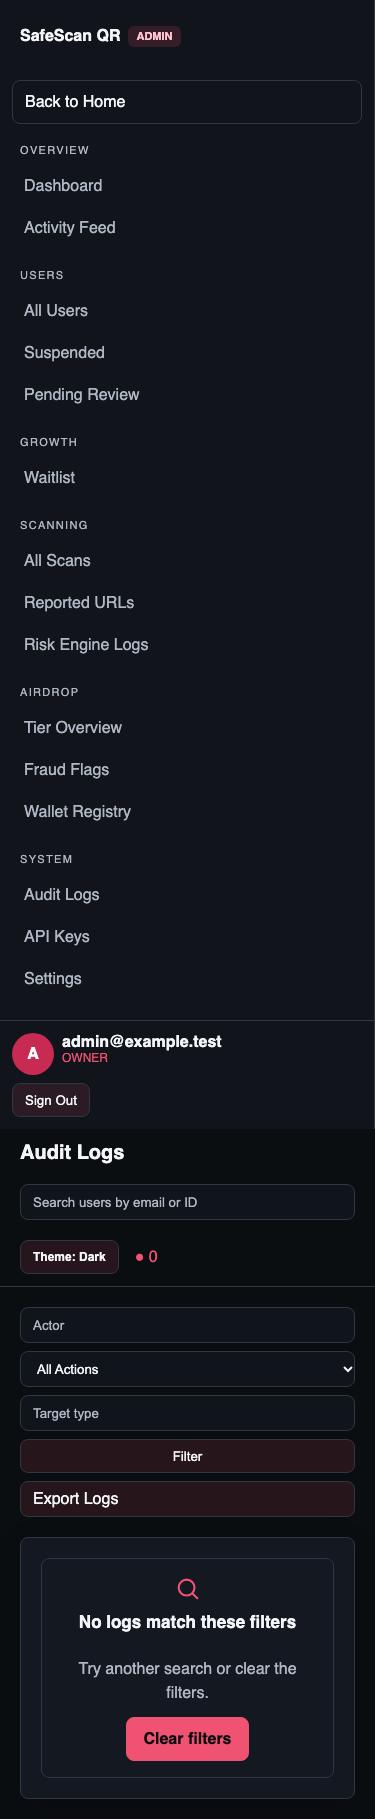 SafeScan QR ADMIN
Back to Home
OVERVIEW
Dashboard
Activity Feed
USERS
All Users
Suspended
Pending Review
GROWTH
Waitlist
SCANNING
All Scans
Reported URLs
Risk Engine Logs
AIRDROP
Tier Overview
Fraud Flags
Wallet Registry
SYSTEM
Audit Logs
API Keys
Settings
A
admin@example.test
OWNER
Sign Out
Audit Logs
Search users by email or ID
Theme: Dark 0
Actor
All Actions
Target type
Filter
Export Logs
No logs match these filters
Try another search or clear the
filters.
Clear filters